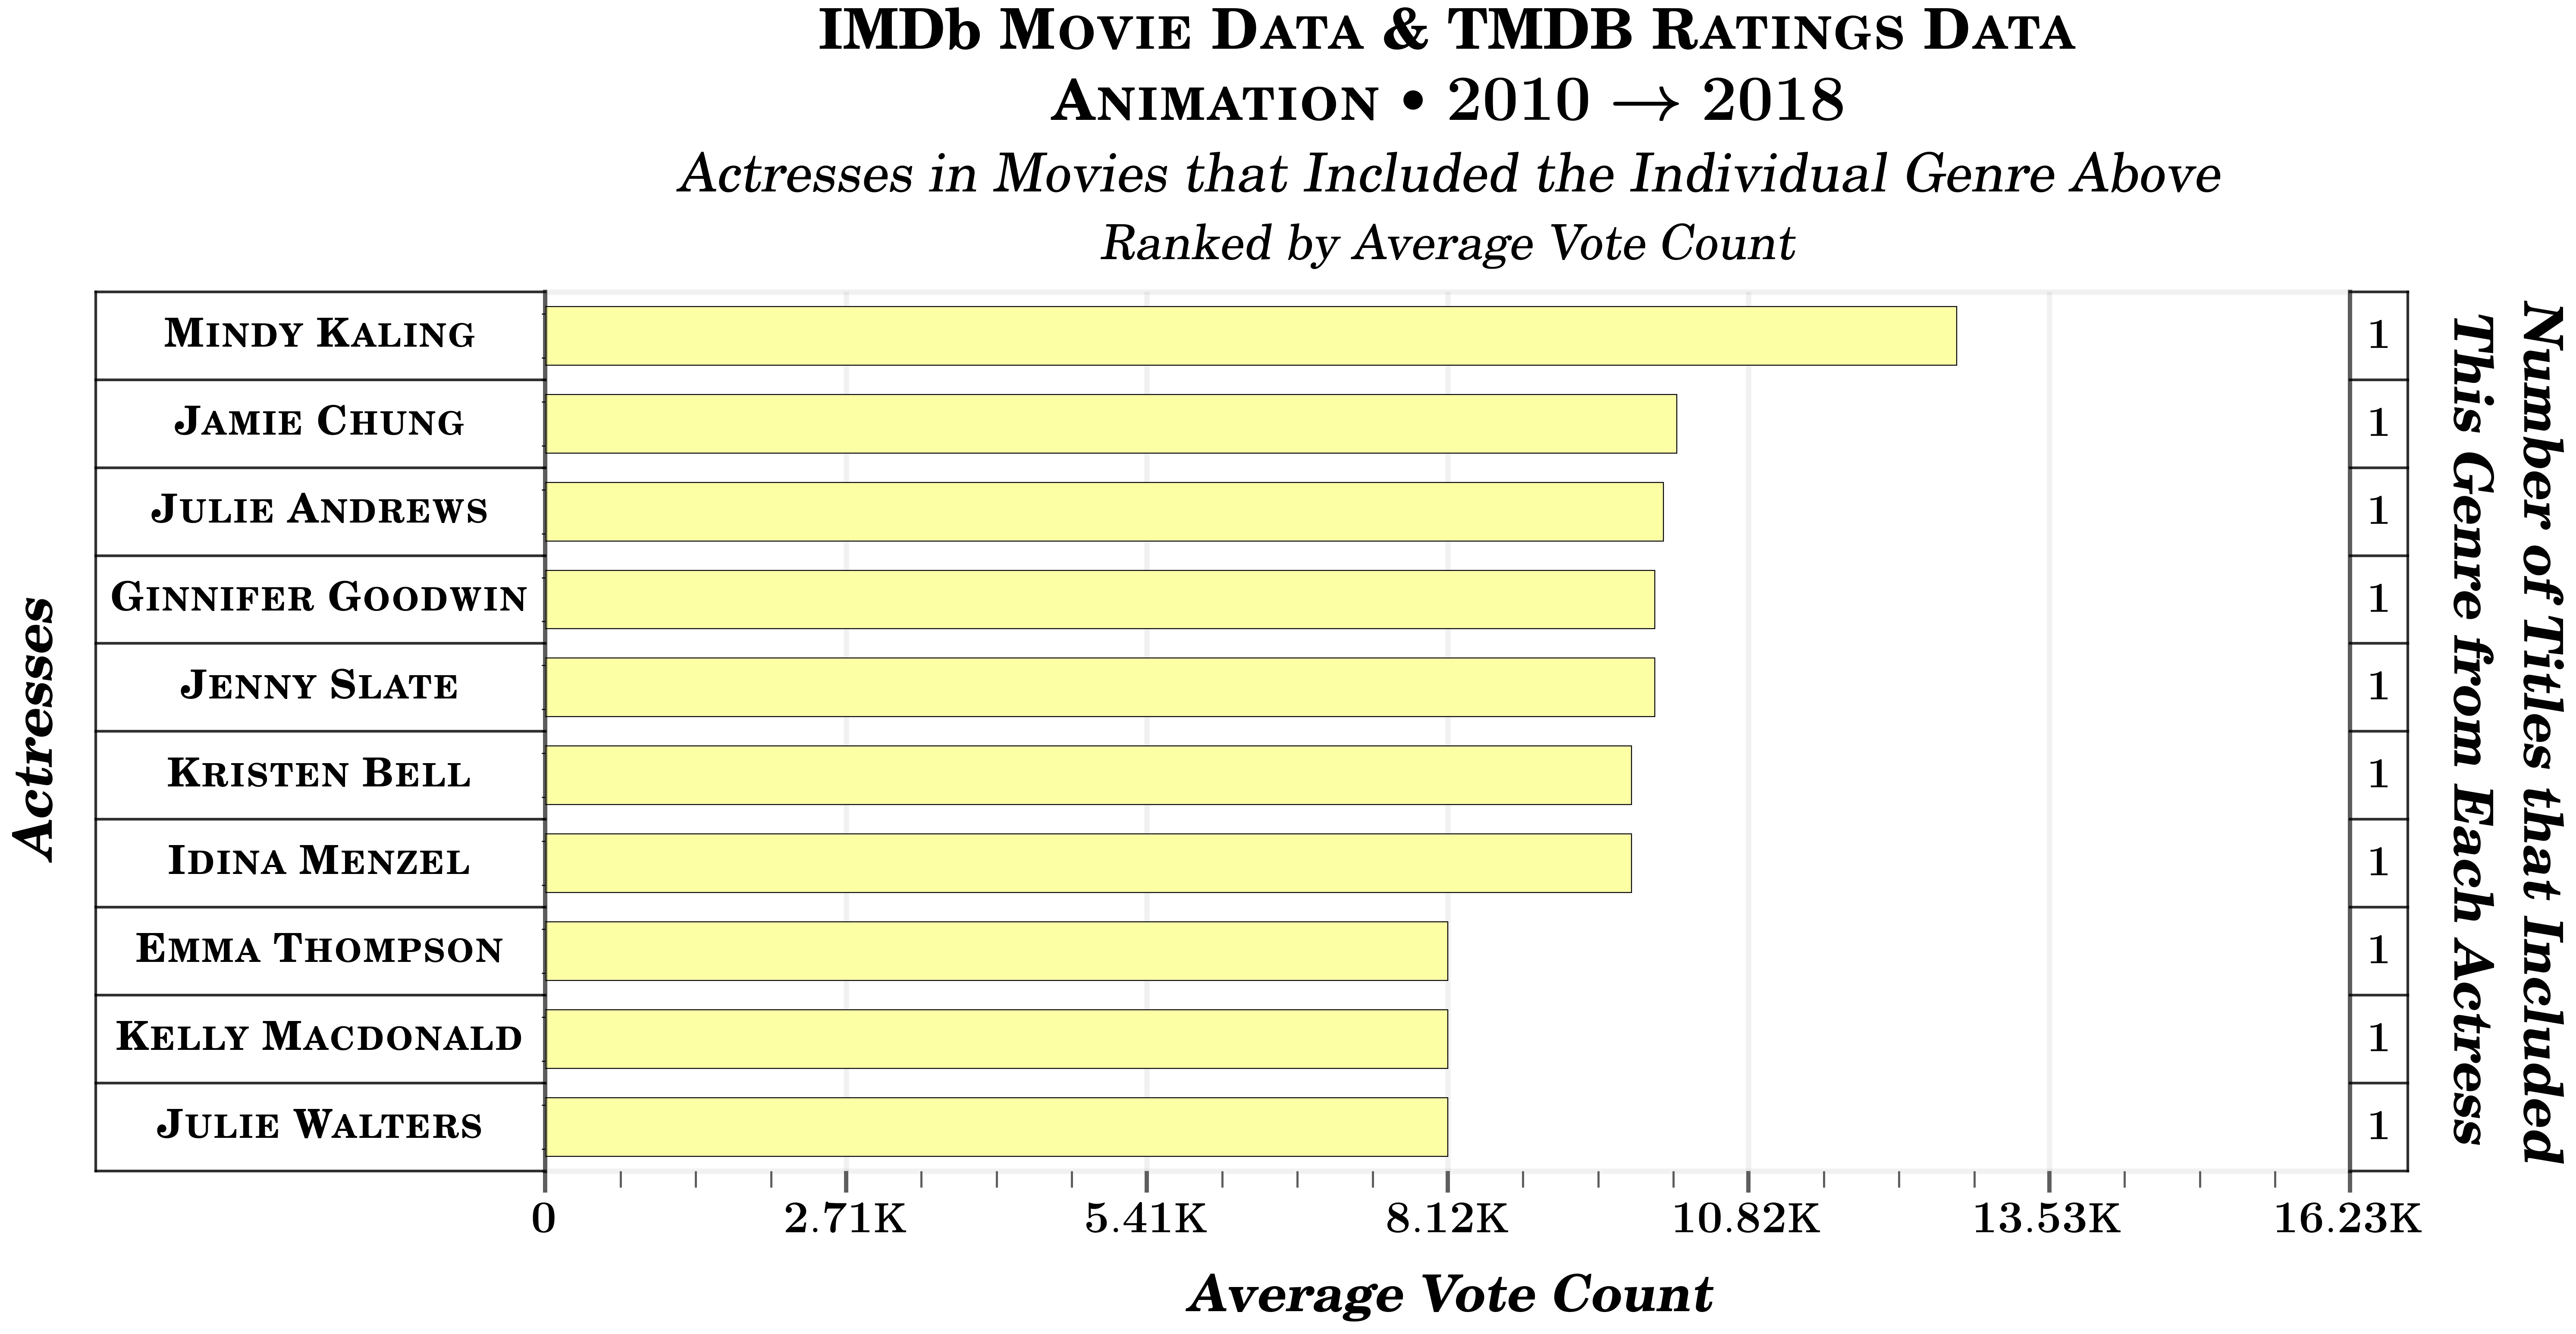 IMDb Movie Data & TMDB Ratings Data
Animation • 2010 → 2018
Actresses in Movies that Included the Individual Genre Above
Ranked by Average Vote Count
Actresses
Mindy Kaling 1
Jamie Chung 1
Julie Andrews 1
Ginnifer Goodwin 1
Jenny Slate 1
Kristen Bell 1
Idina Menzel 1
Emma Thompson 1
Kelly Macdonald 1
Julie Walters 1
Number of Titles that Included
This Genre from Each Actress
0 2.71K 5.41K 8.12K 10.82K 13.53K 16.23K
Average Vote Count